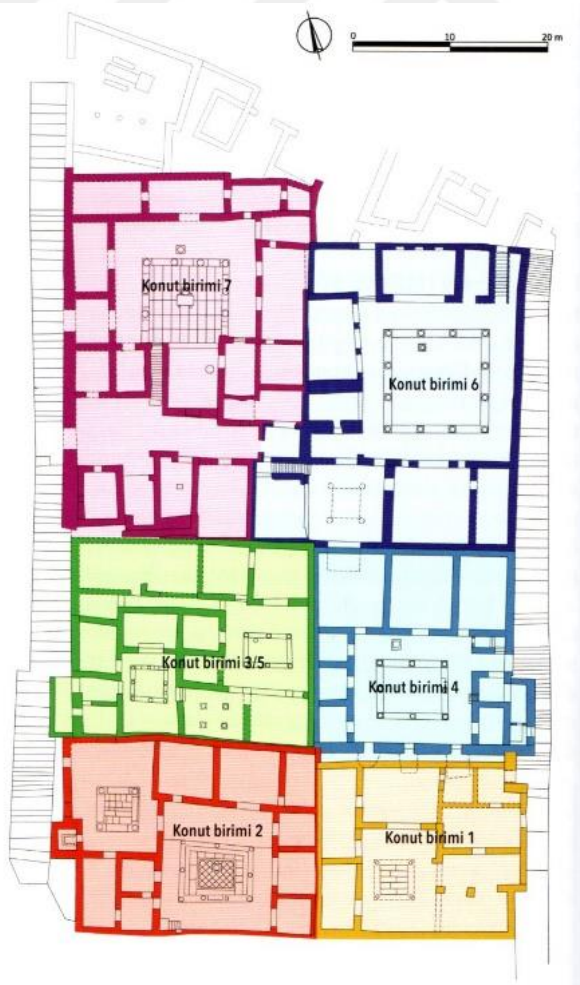 0 10 20 m
Konut birimi 7
Konut birimi 6
Konut birimi 3/5
Konut birimi 4
Konut birimi 2
Konut birimi 1